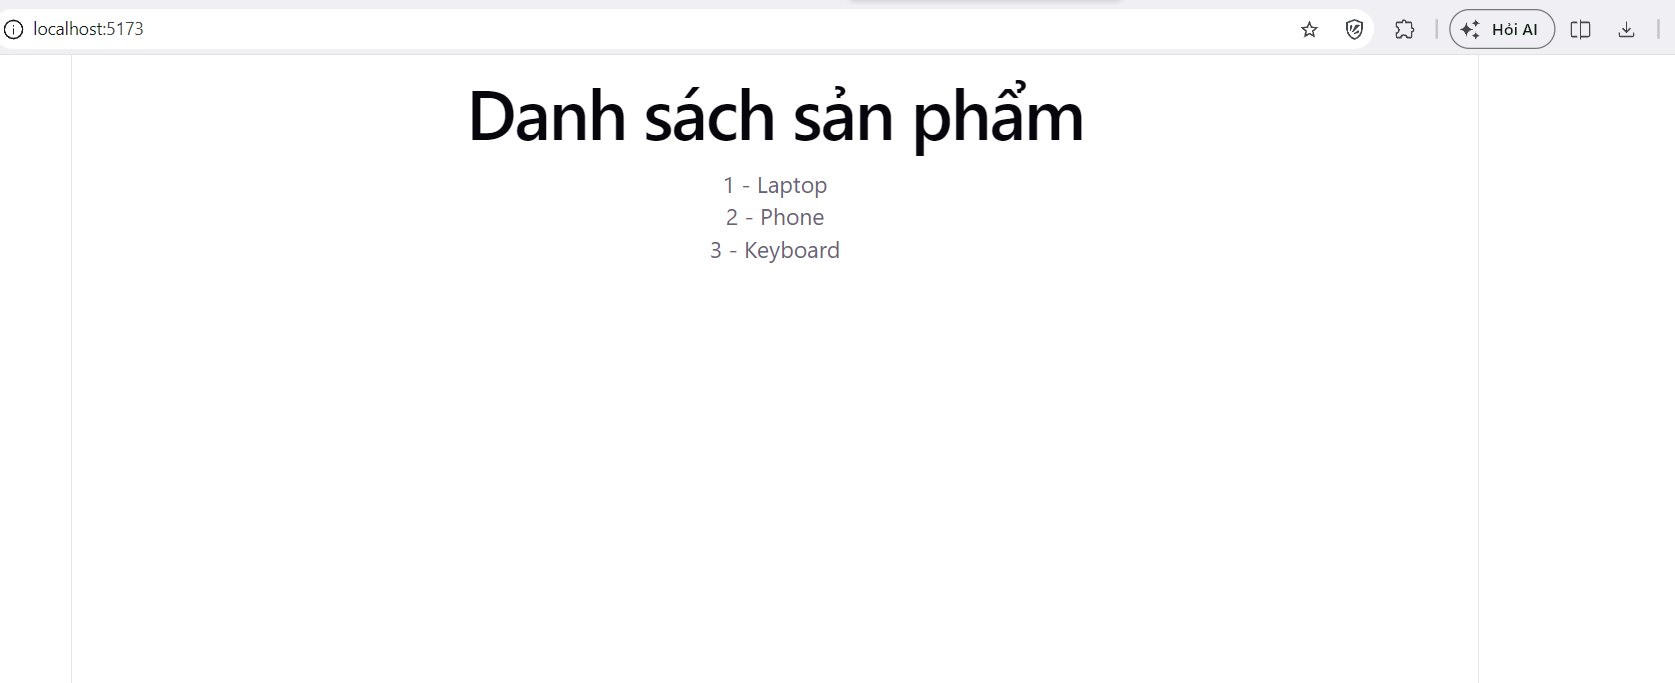 localhost:5173
Hỏi AI
Danh sách sản phẩm
1 - Laptop
2 - Phone
3 - Keyboard